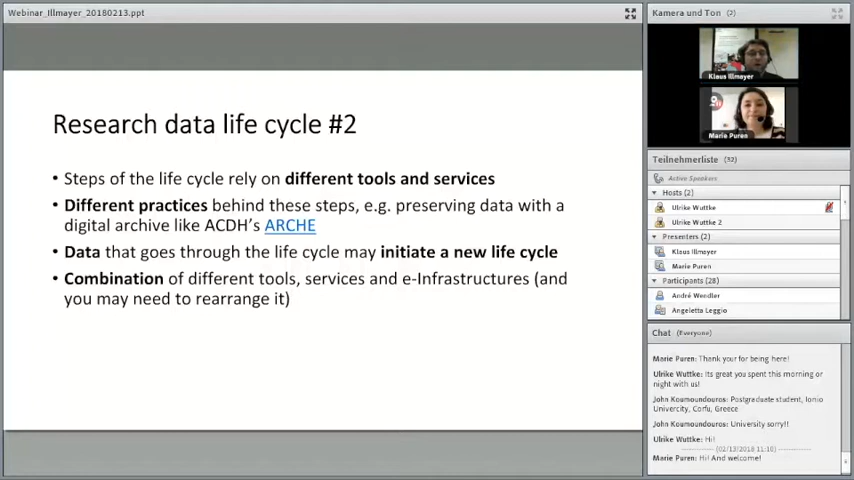 Webinar_Illmayer_20180213.ppt
Research data life cycle #2
• Steps of the life cycle rely on different tools and services
• Different practices behind these steps, e.g. preserving data with a
digital archive like ACDH's ARCHE
• Data that goes through the life cycle may initiate a new life cycle
• Combination of different tools, services and e-Infrastructures (and
you may need to rearrange it)
Kamera und Ton (2)
Klaus Illmayer
Marie Puren
Teilnehmerliste (32)
Active Speakers
Hosts (2)
Ulrike Wuttke
Ulrike Wuttke 2
Presenters (2)
Klaus Illmayer
Marie Puren
Participants (28)
André Wendler
Angeletta Leggio
Chat (Everyone)
Marie Puren: Thank you for being here!
Ulrike Wuttke: Its great you spent this morning or
night with us!
John Koumoundouros: Postgraduate student, Ionio
Univercity, Corfu, Greece
John Koumoundouros: University sorry!!
Ulrike Wuttke: Hi!
------------ (02/13/2018 11:10) ------------
Marie Puren: Hi! And welcome!